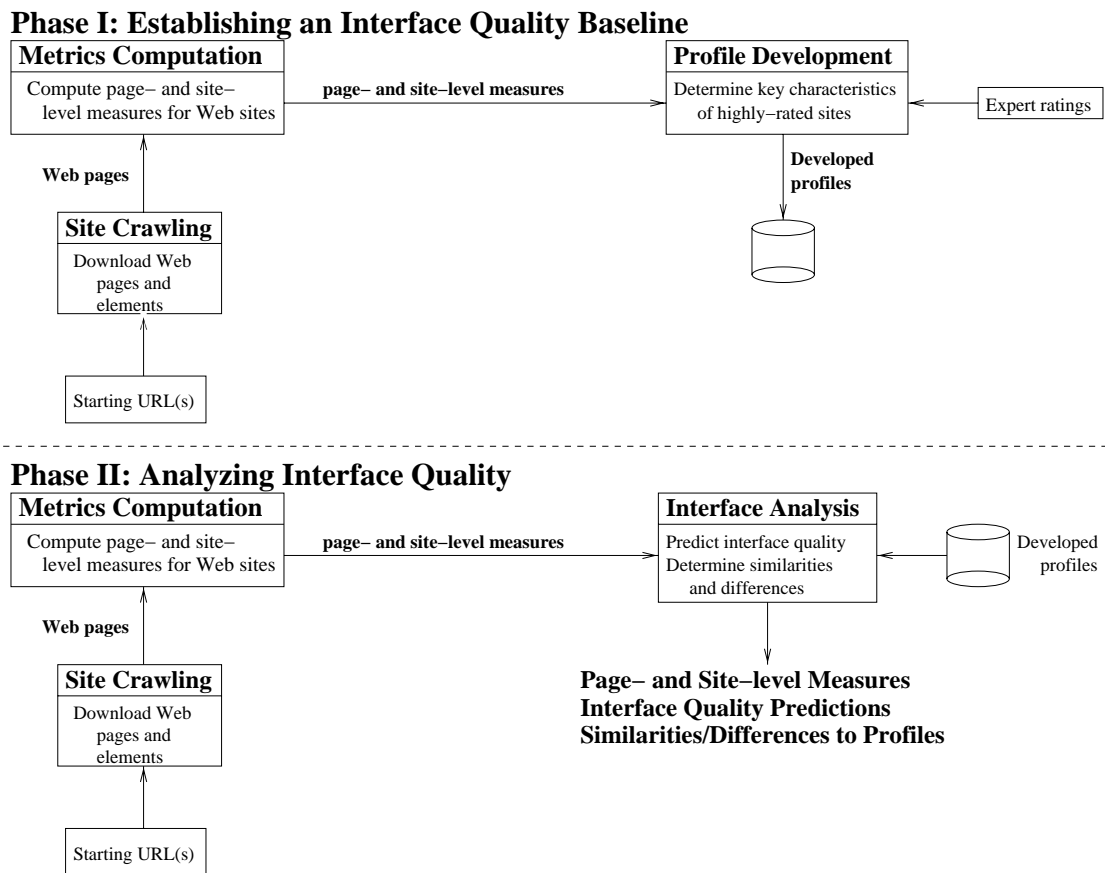 Phase I: Establishing an Interface Quality Baseline
Metrics Computation
Compute page− and site−
level measures for Web sites
page− and site−level measures
Profile Development
Determine key characteristics
of highly−rated sites
Expert ratings
Web pages
Developed
profiles
Site Crawling
Download Web
pages and
elements
Starting URL(s)
Phase II: Analyzing Interface Quality
Metrics Computation
Compute page− and site−
level measures for Web sites
page− and site−level measures
Interface Analysis
Predict interface quality
Determine similarities
and differences
Developed
profiles
Web pages
Site Crawling
Download Web
pages and
elements
Page− and Site−level Measures
Interface Quality Predictions
Similarities/Differences to Profiles
Starting URL(s)